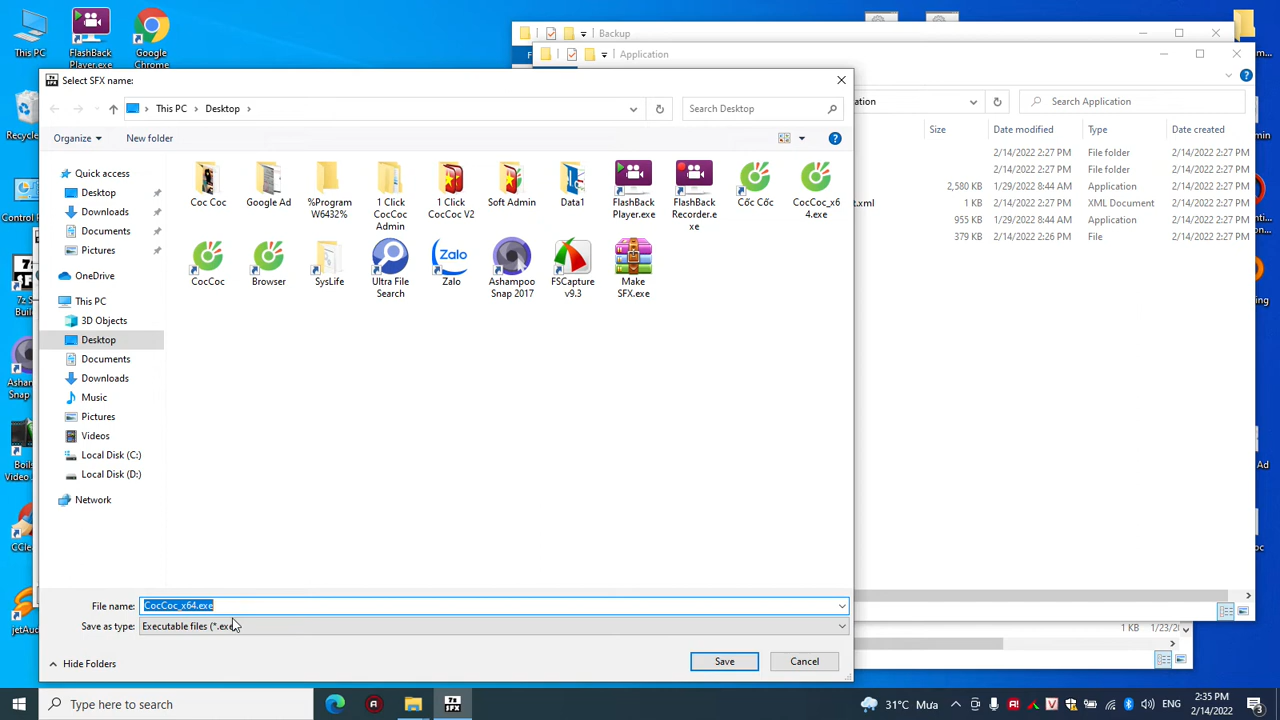 This PC
FlashBack
Player.exe
Google
Chrome
Backup
Application
Select SFX name:
This PC
Desktop
Search Desktop
Search Application
Organize
New folder
Size
Date modified
Type
Date created
Quick access
Desktop
Downloads
Documents
Pictures
OneDrive
This PC
3D Objects
Desktop
Documents
Downloads
Music
Pictures
Videos
Local Disk (C:)
Local Disk (D:)
Network
Coc Coc
Google Ad
%Program
W6432%
1 Click
CocCoc
Admin
1 Click
CocCoc V2
Soft Admin
Data1
FlashBack
Player.exe
FlashBack
Recorder.e
xe
Cốc Cốc
CocCoc_x6
4.exe
CocCoc
Browser
SysLife
Ultra File
Search
Zalo
Zalo
Ashampoo
Snap 2017
FSCapture
v9.3
Make
SFX.exe
2/14/2022 2:27 PM File folder 2/14/2022 2:27 PM
2/14/2022 2:27 PM File folder 2/14/2022 2:27 PM
2,580 KB 1/29/2022 8:44 AM Application 2/14/2022 2:27 PM
1 KB 2/14/2022 2:27 PM XML Document 2/14/2022 2:27 PM
955 KB 1/29/2022 8:44 AM Application 2/14/2022 2:27 PM
379 KB 2/14/2022 2:26 PM File 2/14/2022 2:27 PM
File name: CocCoc_x64.exe
Save as type: Executable files (*.exe)
Hide Folders
Save
Cancel
1 KB
Type here to search
7z
SFX
31°C Mưa
ENG
2:35 PM
2/14/2022